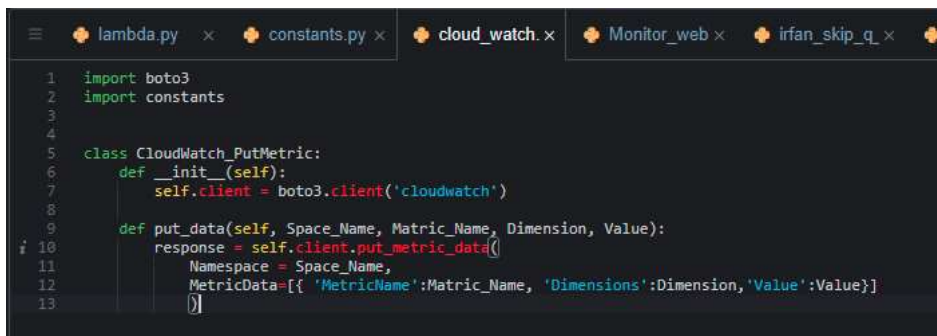 lambda.py × constants.py × cloud_watch. × Monitor_web × irfan_skip_q_ ×
1 import boto3
2 import constants
3
4
5 class CloudWatch_PutMetric:
6 def __init__(self):
7 self.client = boto3.client('cloudwatch')
8
9 def put_data(self, Space_Name, Matric_Name, Dimension, Value):
i 10 response = self.client.put_metric_data(
11 Namespace = Space_Name,
12 MetricData=[{ 'MetricName':Matric_Name, 'Dimensions':Dimension,'Value':Value}]
13 )